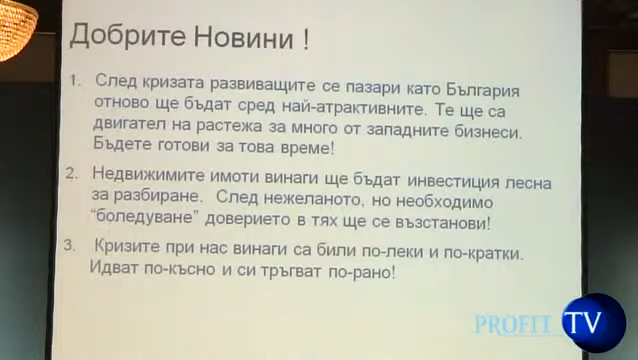 Добрите Новини !
1. След кризата развиващите се пазари като България
отново ще бъдат сред най-атрактивните. Те ще са
двигател на растежа за много от западните бизнеси.
Бъдете готови за това време!
2. Недвижимите имоти винаги ще бъдат инвестиция лесна
за разбиране. След нежеланото, но необходимо
“боледуване” доверието в тях ще се възстанови!
3. Кризите при нас винаги са били по-леки и по-кратки.
Идват по-късно и си тръгват по-рано!
PROFIT TV